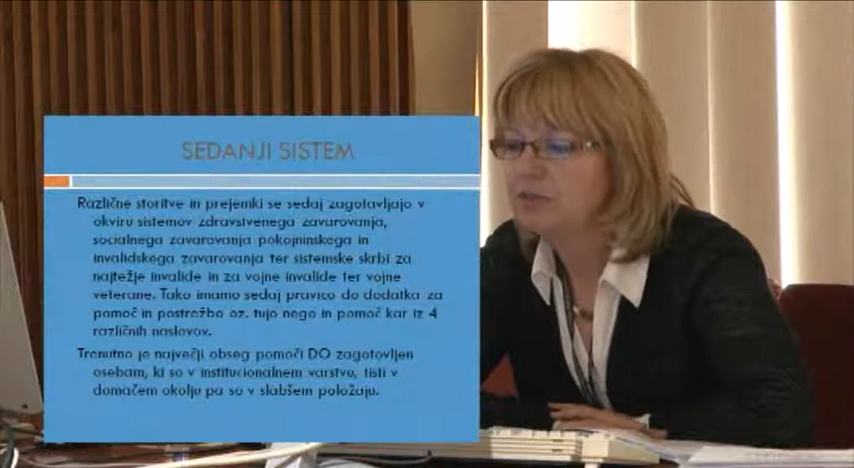 SEDANJI SISTEM
Različne storitve in prejemki se sedaj zagotavljajo v
okviru sistemov zdravstvenega zavarovanja,
socialnega zavarovanja pokojninskega in
invalidskega zavarovanja ter sistemske skrbi za
najtežje invalide in za vojne invalide ter vojne
veterane. Tako imamo sedaj pravico do dodatka za
pomoč in postrežbo oz. tujo nego in pomoč kar iz 4
različnih naslovov.
Trenutno je največji obseg pomoči DO zagotovljen
osebam, ki so v institucionalnem varstvu, tisti v
domačem okolju pa so v slabšem položaju.